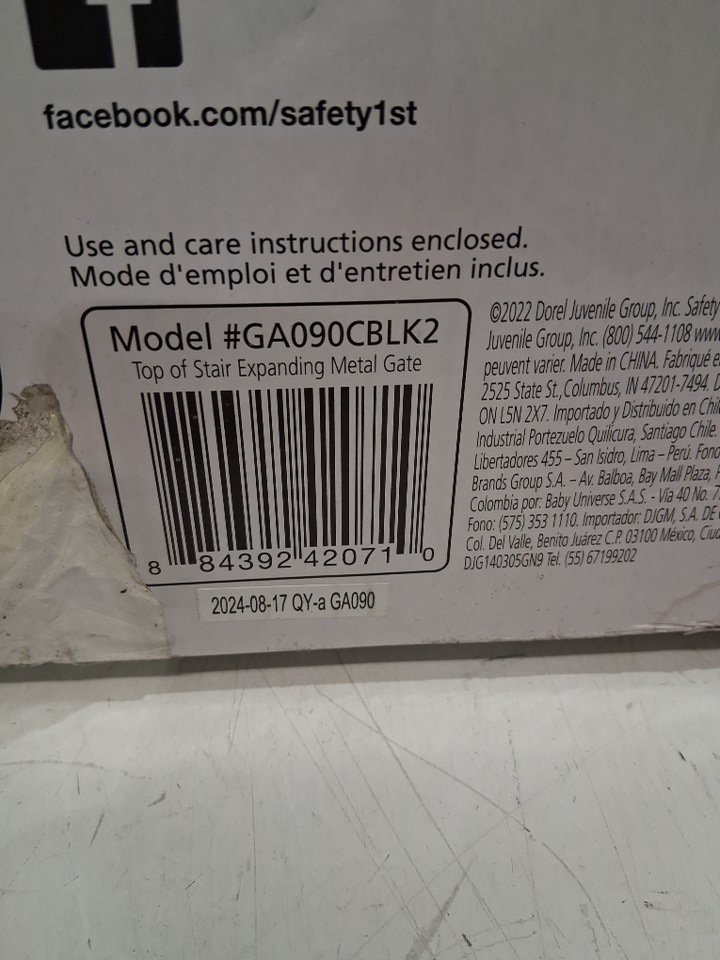 facebook.com/safety1st
Use and care instructions enclosed.
Mode d'emploi et d'entretien inclus.
Model #GA090CBLK2
Top of Stair Expanding Metal Gate
8 84392 42071 0
2024-08-17 QY-a GA090
©2022 Dorel Juvenile Group, Inc. Safety
Juvenile Group, Inc. (800) 544-1108 www
peuvent varier. Made in CHINA. Fabriqué
2525 State St., Columbus, IN 47201-7494.
ON L5N 2X7. Importado y Distribuido en
Industrial Portezuelo Quilicura, Santiago Chile.
Libertadores 455 – San Isidro, Lima – Perú. Fono
Brands Group S.A. – Av. Balboa, Bay Mall Plaza,
Colombia por: Baby Universe S.A.S. - Vía 40 No. 7
Fono: (575) 353 1110. Importador: DJGM, S.A. DE
Col. Del Valle, Benito Juárez C.P. 03100 México,
DJG140305GN9 Tel. (55) 67199202